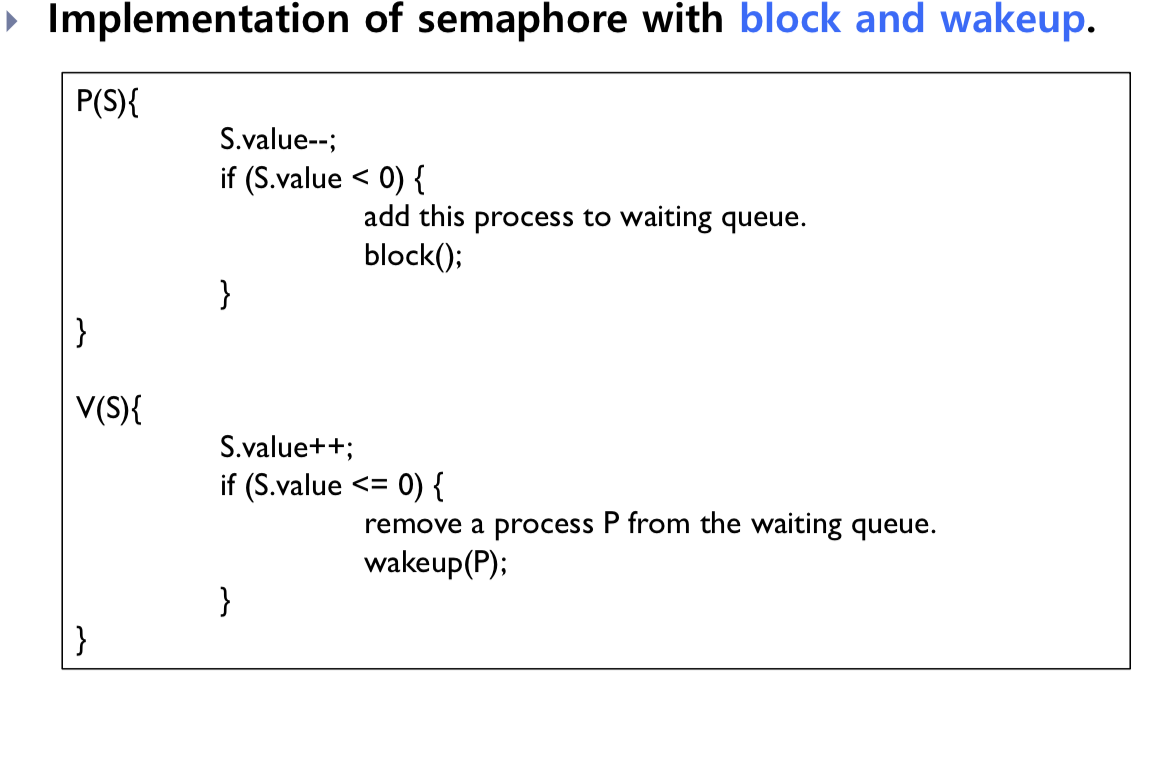 Implementation of semaphore with block and wakeup.
P(S){
S.value--;
if (S.value < 0) {
add this process to waiting queue.
block();
}
}
V(S){
S.value++;
if (S.value <= 0) {
remove a process P from the waiting queue.
wakeup(P);
}
}